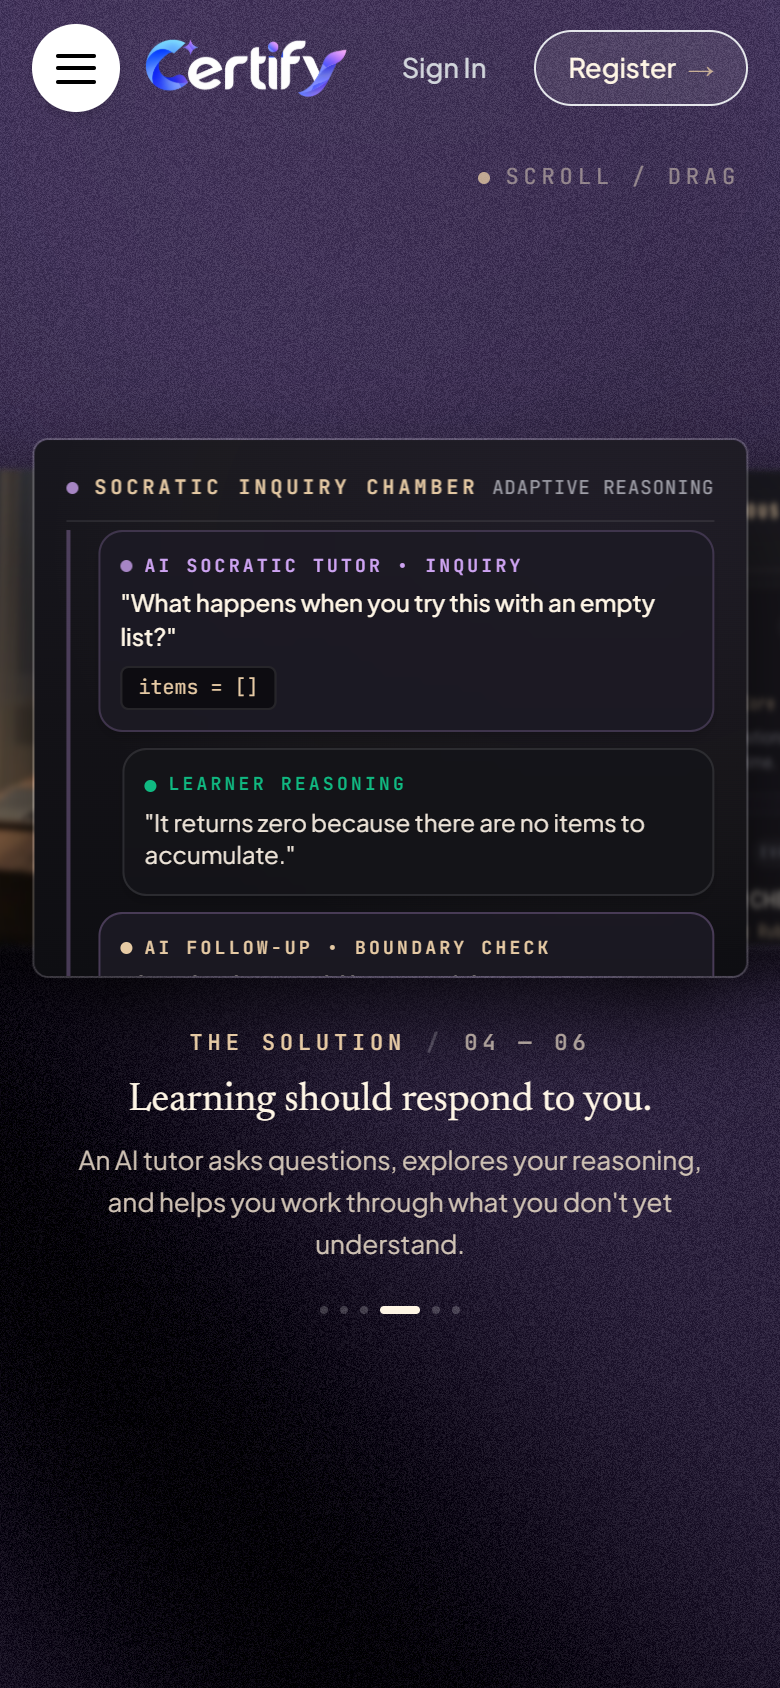 Certify
Sign In
Register →
SCROLL / DRAG
SOCRATIC INQUIRY CHAMBER ADAPTIVE REASONING
AI SOCRATIC TUTOR • INQUIRY
"What happens when you try this with an empty
list?"
items = []
LEARNER REASONING
"It returns zero because there are no items to
accumulate."
AI FOLLOW-UP • BOUNDARY CHECK
THE SOLUTION / 04 — 06
Learning should respond to you.
An AI tutor asks questions, explores your reasoning,
and helps you work through what you don't yet
understand.